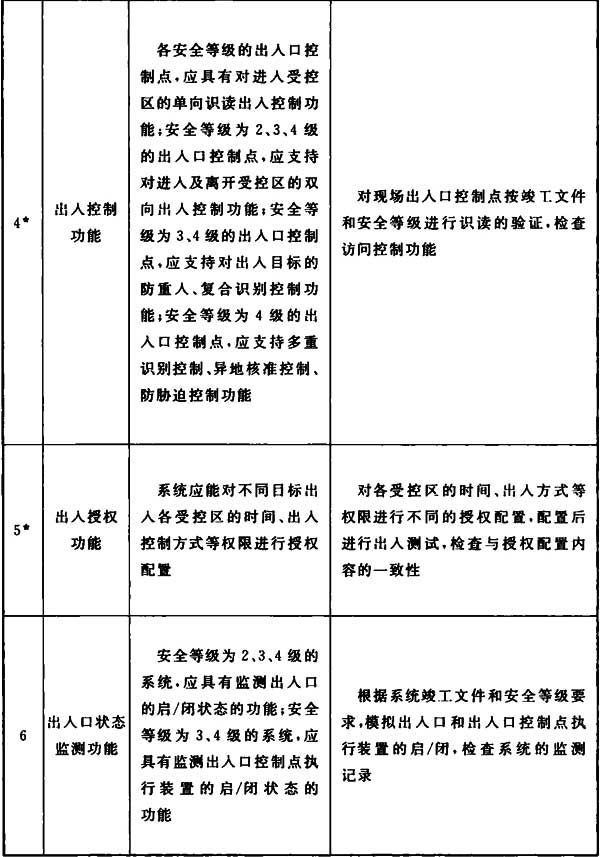 4*
出入控制
功能
各安全等级的出入口控
制点,应具有对进入受控
区的单向识读出入控制功
能;安全等级为2、3、4级
的出入口控制点,应支持
对进入及离开受控区的双
向出入控制功能;安全等
级为3、4级的出入口控制
点,应支持对出入目标的
防重入、复合识别控制功
能;安全等级为4级的出
入口控制点,应支持多重
识别控制、异地核准控制、
防胁迫控制功能
对现场出入口控制点按竣工文件
和安全等级进行识读的验证,检查
访问控制功能
5*
出入授权
功能
系统应能对不同目标出
入各受控区的时间、出入
控制方式等权限进行授权
配置
对各受控区的时间、出入方式等
权限进行不同的授权配置,配置后
进行出入测试,检查与授权配置内
容的一致性
6
出入口状态
监测功能
安全等级为2、3、4级的
系统,应具有监测出入口
的启/闭状态的功能;安全
等级为3、4级的系统,应
具有监测出入口控制点执
行装置的启/闭状态的
功能
根据系统竣工文件和安全等级要
求,模拟出入口和出入口控制点执
行装置的启/闭,检查系统的监测
记录